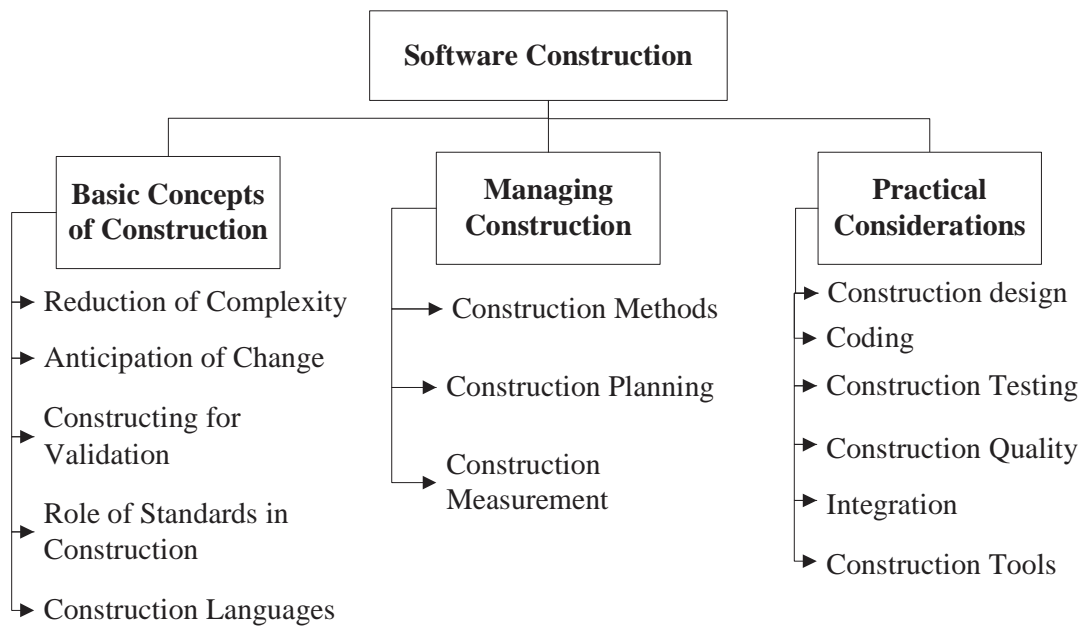 Software Construction
Basic Concepts
of Construction
Reduction of Complexity
Anticipation of Change
Constructing for
Validation
Role of Standards in
Construction
Construction Languages
Managing
Construction
Construction Methods
Construction Planning
Construction
Measurement
Practical
Considerations
Construction design
Coding
Construction Testing
Construction Quality
Integration
Construction Tools